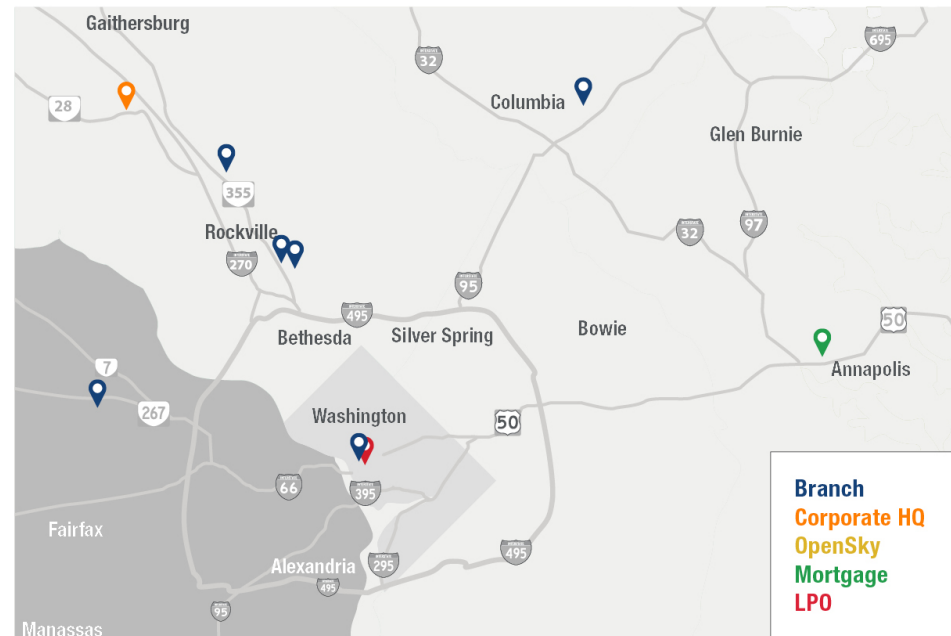 Gaithersburg
695
32
28
Columbia
Glen Burnie
355
Rockville
97
32
270
95
495
50
Bethesda
Silver Spring
Bowie
7
Annapolis
267
Washington
50
66
395
Branch
Corporate HQ
Fairfax
OpenSky
495
Alexandria
295
Mortgage
495
LPO
95
Manassas